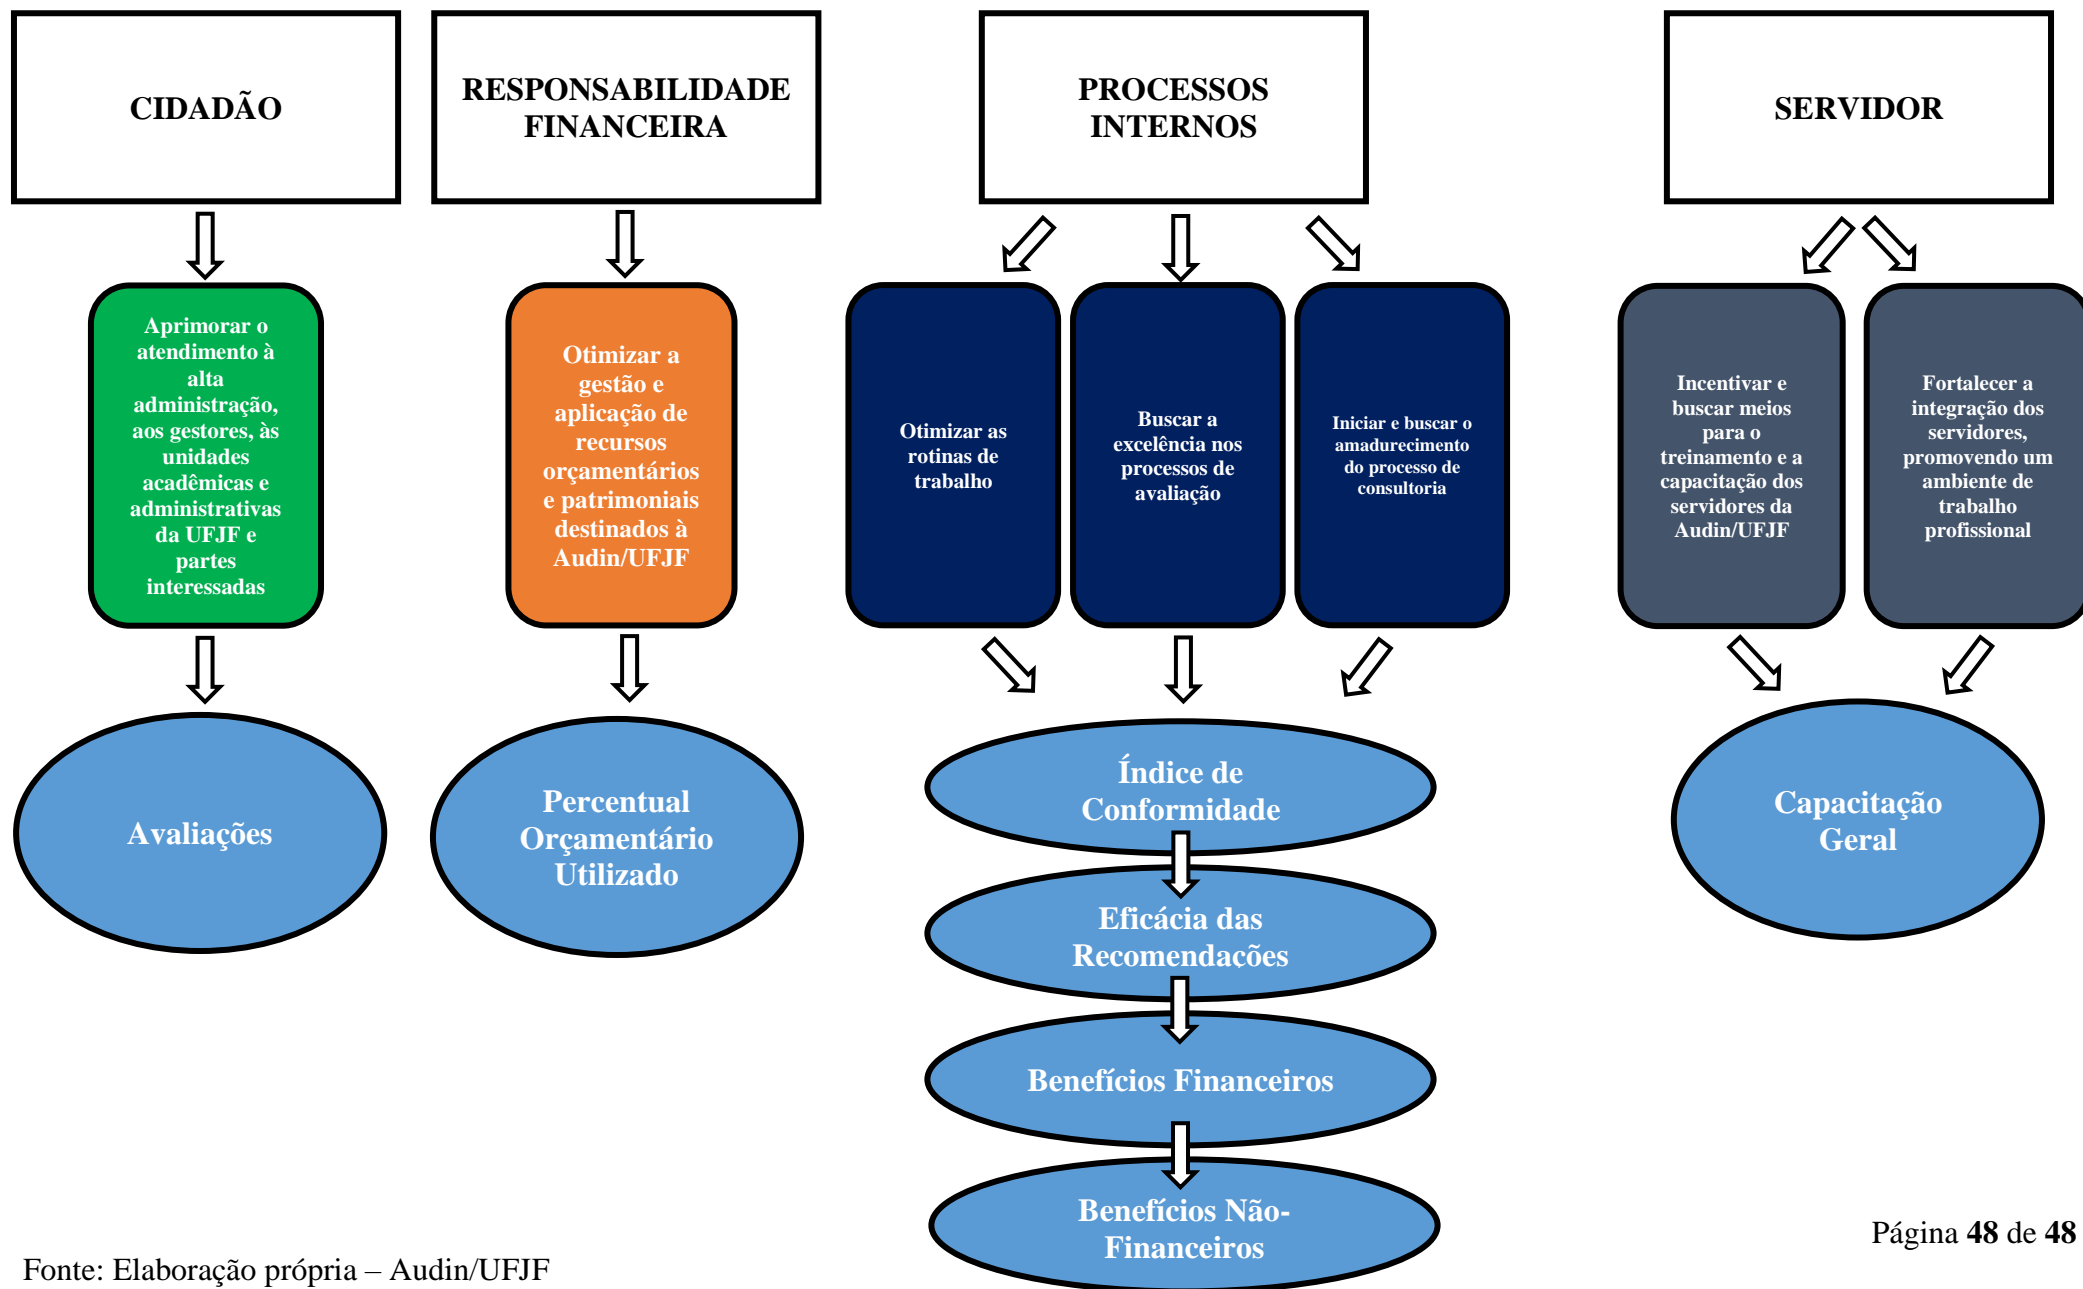 CIDADÃO
RESPONSABILIDADE
FINANCEIRA
PROCESSOS
INTERNOS
SERVIDOR
Aprimorar o
atendimento à
alta
administração,
aos gestores, às
unidades
acadêmicas e
administrativas
da UFJF e
partes
interessadas
Otimizar a
gestão e
aplicação de
recursos
orçamentários
e patrimoniais
destinados à
Audin/UFJF
Otimizar as
rotinas de
trabalho
Buscar a
excelência nos
processos de
avaliação
Iniciar e buscar o
amadurecimento
do processo de
consultoria
Incentivar e
buscar meios
para o
treinamento e a
capacitação dos
servidores da
Audin/UFJF
Fortalecer a
integração dos
servidores,
promovendo um
ambiente de
trabalho
profissional
Avaliações
Percentual
Orçamentário
Utilizado
Índice de
Conformidade
Eficácia das
Recomendações
Benefícios Financeiros
Benefícios Não-
Financeiros
Capacitação
Geral
Página 48 de 48
Fonte: Elaboração própria – Audin/UFJF